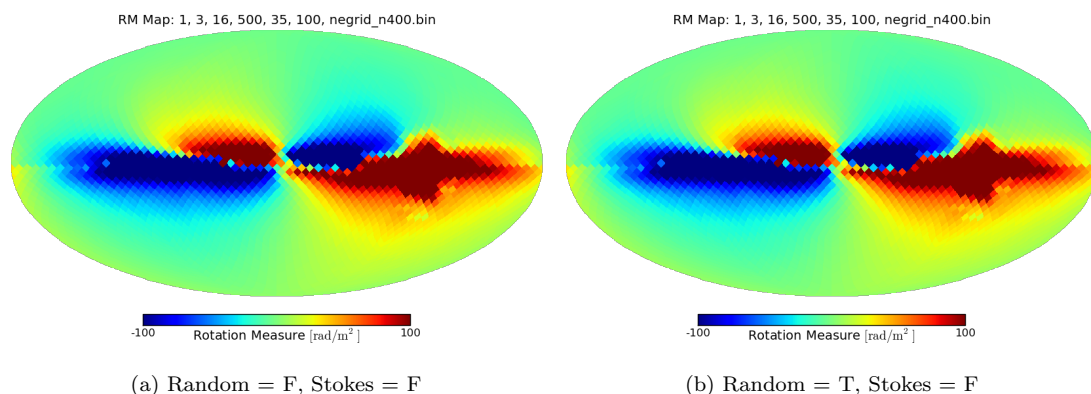 RM Map: 1, 3, 16, 500, 35, 100, negrid_n400.bin
-100 100
Rotation Measure [rad/m²]
(a) Random = F, Stokes = F
RM Map: 1, 3, 16, 500, 35, 100, negrid_n400.bin
-100 100
Rotation Measure [rad/m²]
(b) Random = T, Stokes = F